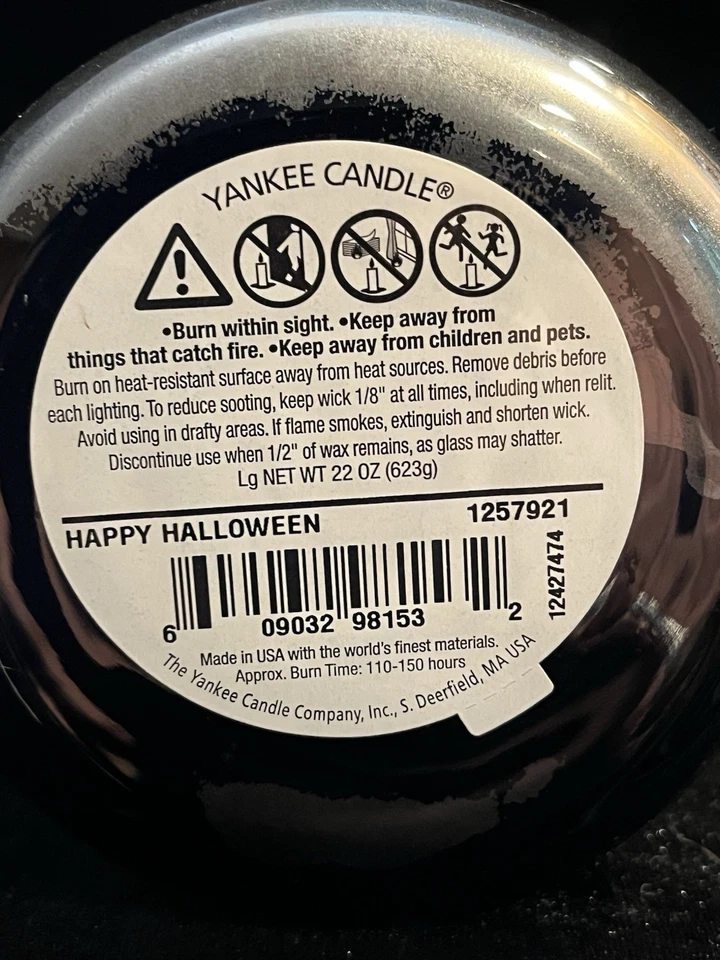 YANKEE CANDLE®
•Burn within sight. •Keep away from
things that catch fire. •Keep away from children and pets.
Burn on heat-resistant surface away from heat sources. Remove debris before
each lighting. To reduce sooting, keep wick 1/8" at all times, including when relit.
Avoid using in drafty areas. If flame smokes, extinguish and shorten wick.
Discontinue use when 1/2" of wax remains, as glass may shatter.
Lg NET WT 22 OZ (623g)
HAPPY HALLOWEEN 1257921
12427474
6 09032 98153 2
Made in USA with the world's finest materials.
Approx. Burn Time: 110-150 hours
The Yankee Candle Company, Inc., S. Deerfield, MA USA